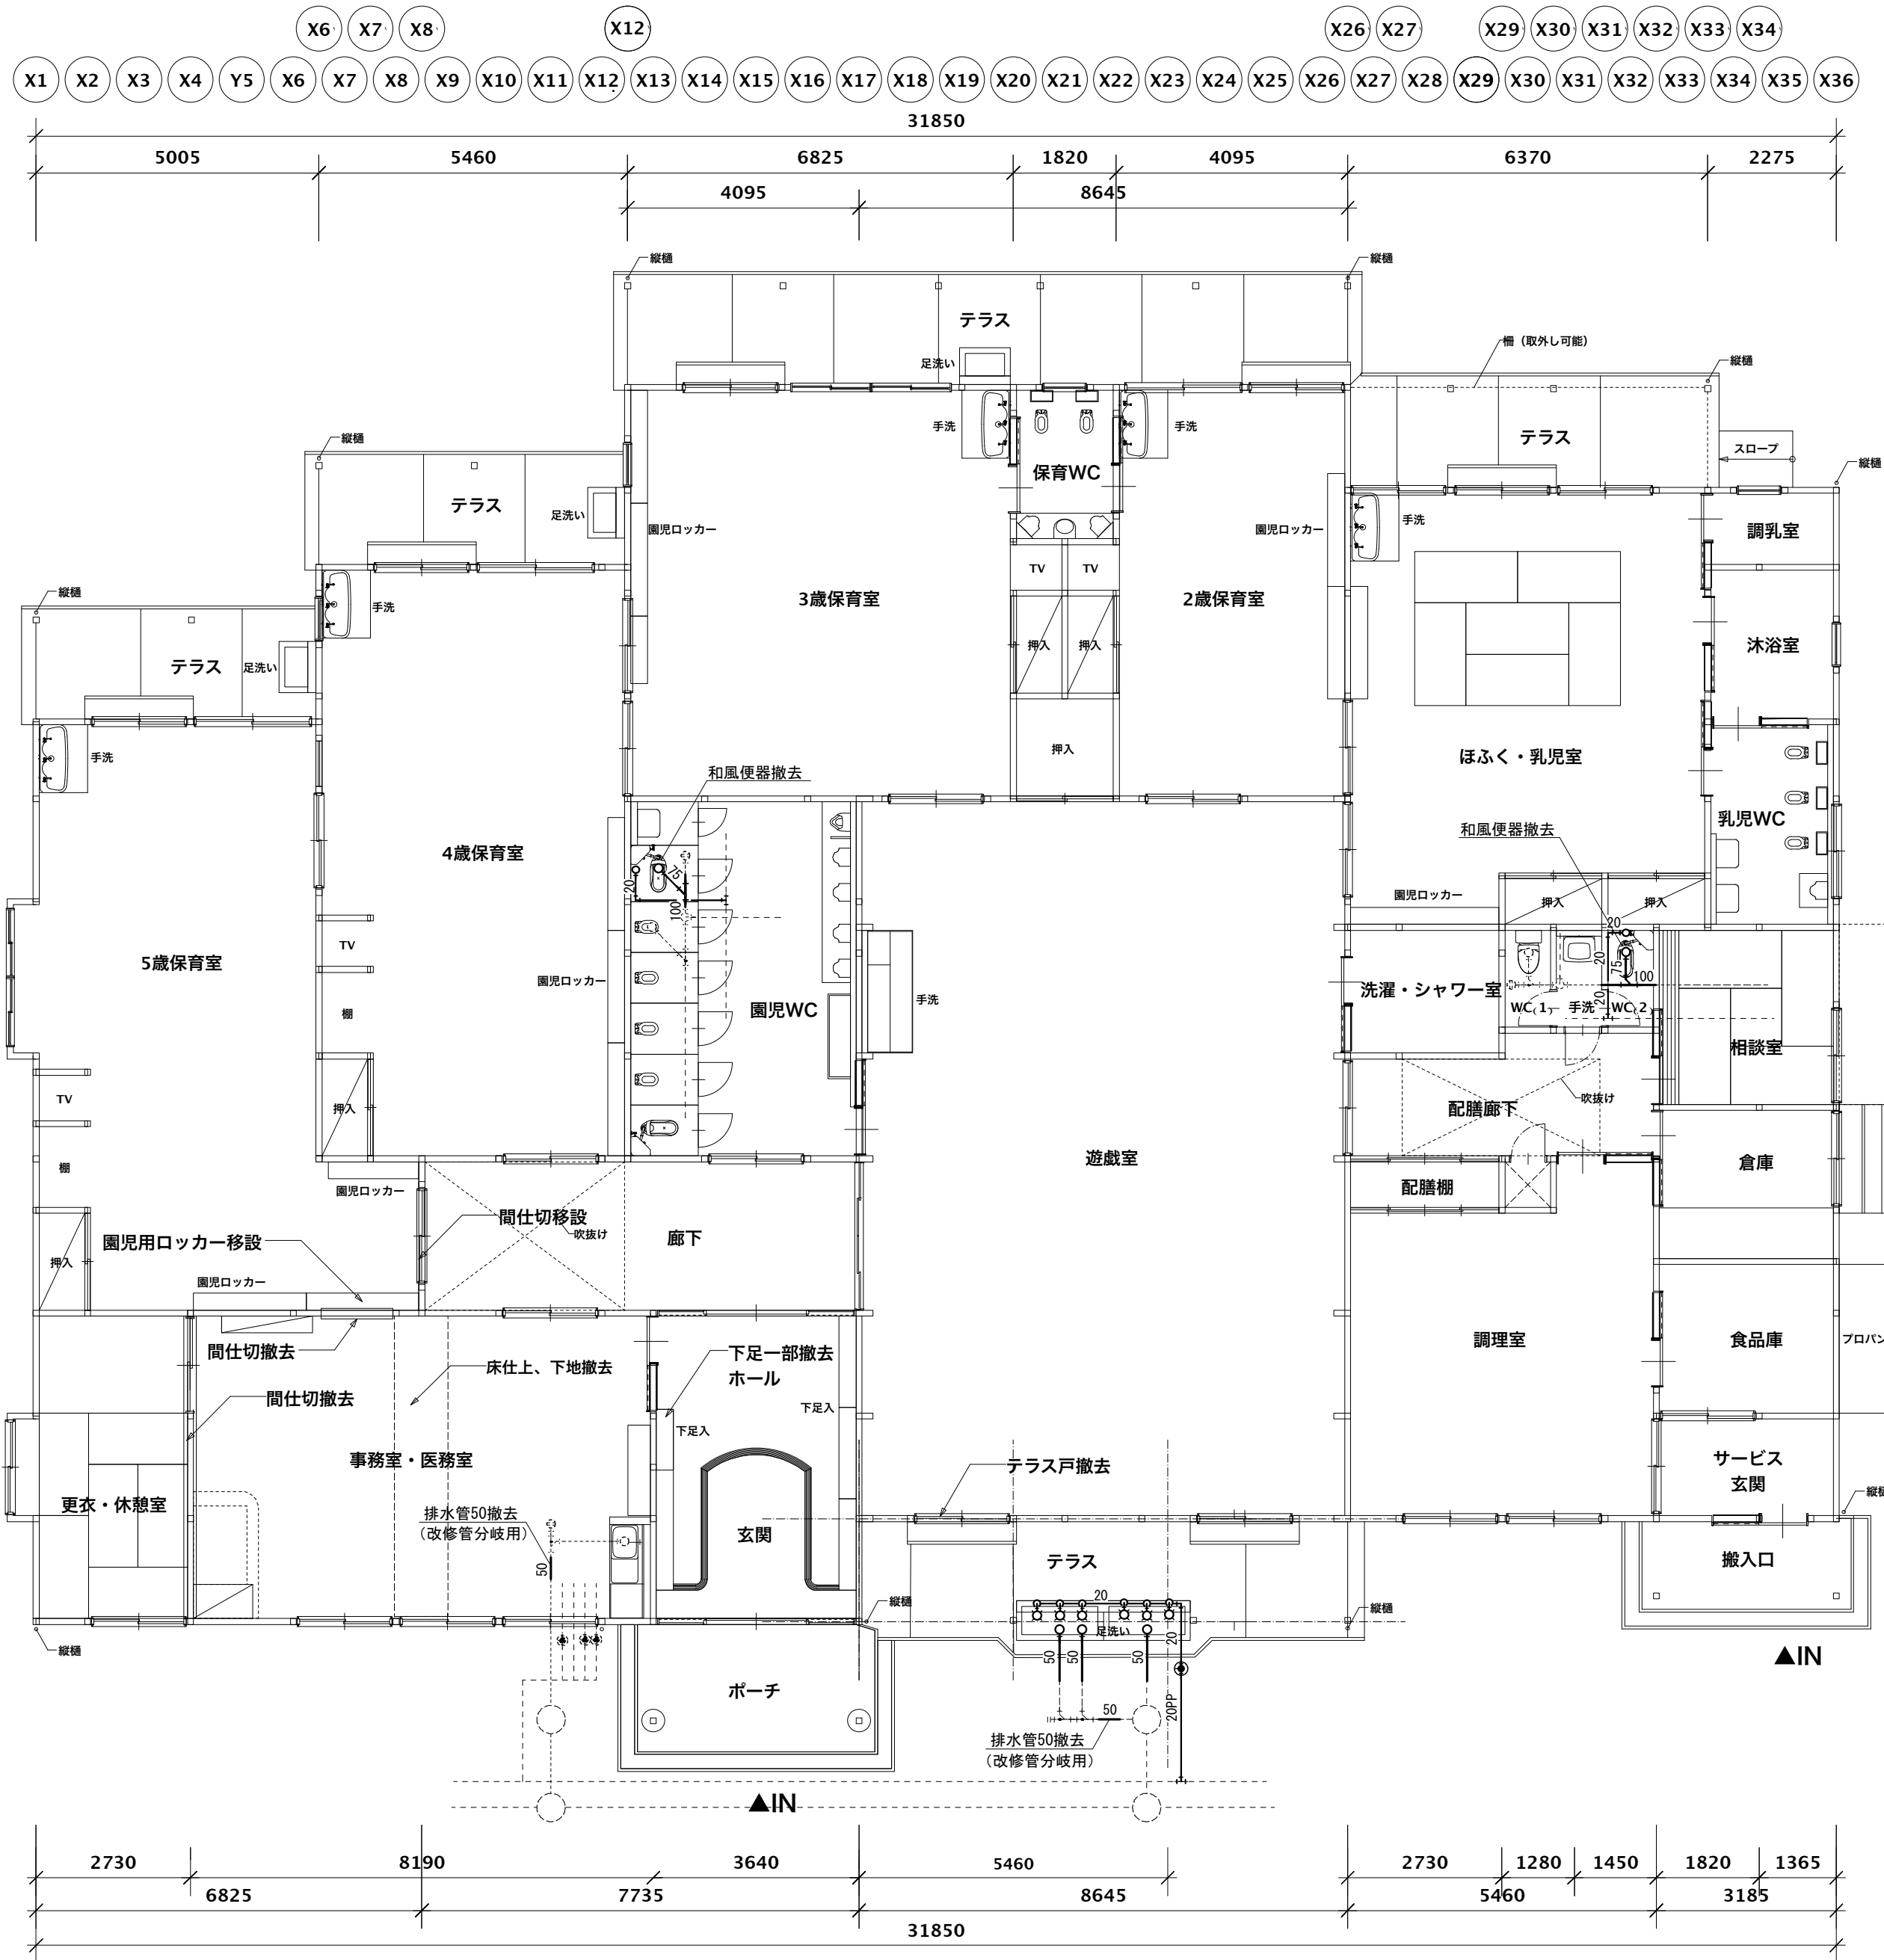 X6' X7' X8' X12' X26' X27' X29' X30' X31' X32' X33' X34'
X1 X2 X3 X4 Y5 X6 X7 X8 X9 X10 X11 X12 X13 X14 X15 X16 X17 X18 X19 X20 X21 X22 X23 X24 X25 X26 X27 X28 X29 X30 X31 X32 X33 X34 X35 X36
31850
5005 5460 6825 1820 4095 6370 2275
4095 8645
縦樋 縦樋
テラス
足洗い
柵（取外し可能）
縦樋
手洗 手洗
テラス
スロープ
縦樋
縦樋
保育WC
テラス
足洗い
園児ロッカー 園児ロッカー
手洗
調乳室
TV TV
縦樋
手洗
3歳保育室
2歳保育室
押入 押入
沐浴室
テラス
足洗い
押入
手洗
ほふく・乳児室
和風便器撤去
乳児WC
和風便器撤去
4歳保育室
75
20
100
園児ロッカー
押入 押入
20
TV
5歳保育室
園児ロッカー
手洗
20
75
100
洗濯・シャワー室
20
WC(1) 手洗 WC(2)
棚
園児WC
相談室
TV
押入
配膳廊下
吹抜け
棚
遊戯室
倉庫
園児ロッカー
配膳棚
間仕切移設
吹抜け
廊下
園児用ロッカー移設
押入
園児ロッカー
間仕切撤去
床仕上、下地撤去
下足一部撤去
ホール
調理室
食品庫
プロパン
間仕切撤去
下足入
下足入
事務室・医務室
テラス戸撤去
サービス
玄関
更衣・休憩室
排水管50撤去
（改修管分岐用）
50
玄関
縦樋
テラス
搬入口
20
縦樋
足洗い
縦樋
20
縦樋
50 50 50
▲IN
ポーチ
20PP
50
排水管50撤去
（改修管分岐用）
▲IN
2730 8190 3640 5460 2730 1280 1450 1820 1365
6825 7735 8645 5460 3185
31850